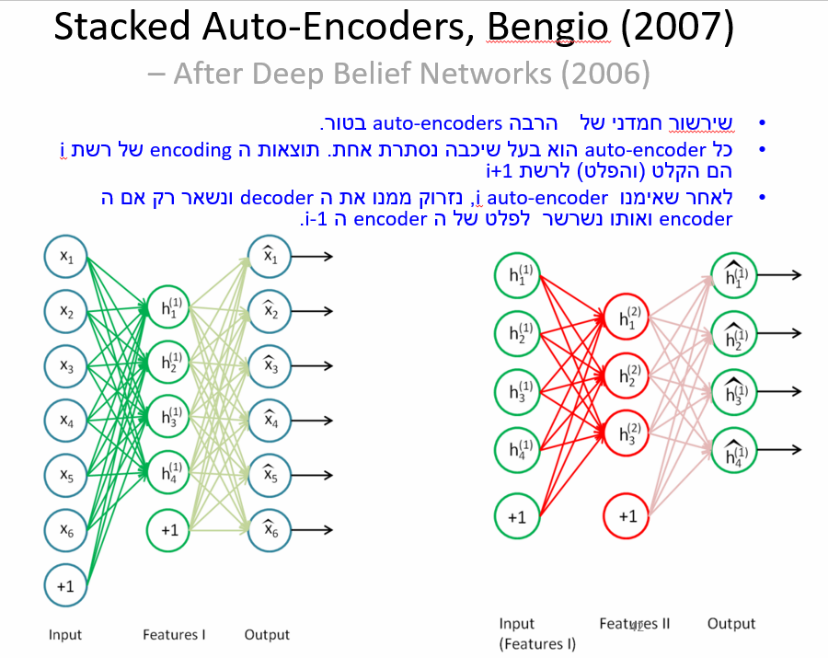 Stacked Auto-Encoders, Bengio (2007)
– After Deep Belief Networks (2006)
• שירשור חמדני של הרבה auto-encoders בטור.
• כל auto-encoder הוא בעל שיכבה נסתרת אחת. תוצאות ה encoding של רשת i
הם הקלט (והפלט) לרשת i+1
• לאחר שאימנו auto-encoder i, נזרוק ממנו את ה decoder ונשאר רק אם ה
encoder ואותו נשרשר לפלט של ה encoder ה i-1.
x₁
x₂
x₃
x₄
x₅
x₆
+1
Input
h₁⁽¹⁾
h₂⁽¹⁾
h₃⁽¹⁾
h₄⁽¹⁾
+1
Features I
x̂₁
x̂₂
x̂₃
x̂₄
x̂₅
x̂₆
Output
h₁⁽¹⁾
h₂⁽¹⁾
h₃⁽¹⁾
h₄⁽¹⁾
+1
Input
(Features I)
h₁⁽²⁾
h₂⁽²⁾
h₃⁽²⁾
+1
Features II
42
ĥ₁⁽¹⁾
ĥ₂⁽¹⁾
ĥ₃⁽¹⁾
ĥ₄⁽¹⁾
Output